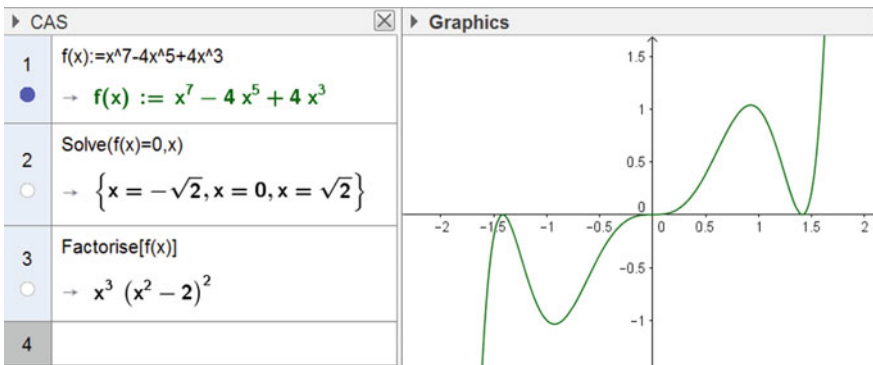 CAS
1
f(x):=x^7-4x^5+4x^3
→ f(x) := x⁷ − 4 x⁵ + 4 x³
2
Solve(f(x)=0,x)
→ {x = −√2, x = 0, x = √2}
3
Factorise[f(x)]
→ x³ (x² − 2)²
4
Graphics
1.5
1
0.5
0
−2 −1.5 −1 −0.5 0 0.5 1 1.5 2
−0.5
−1